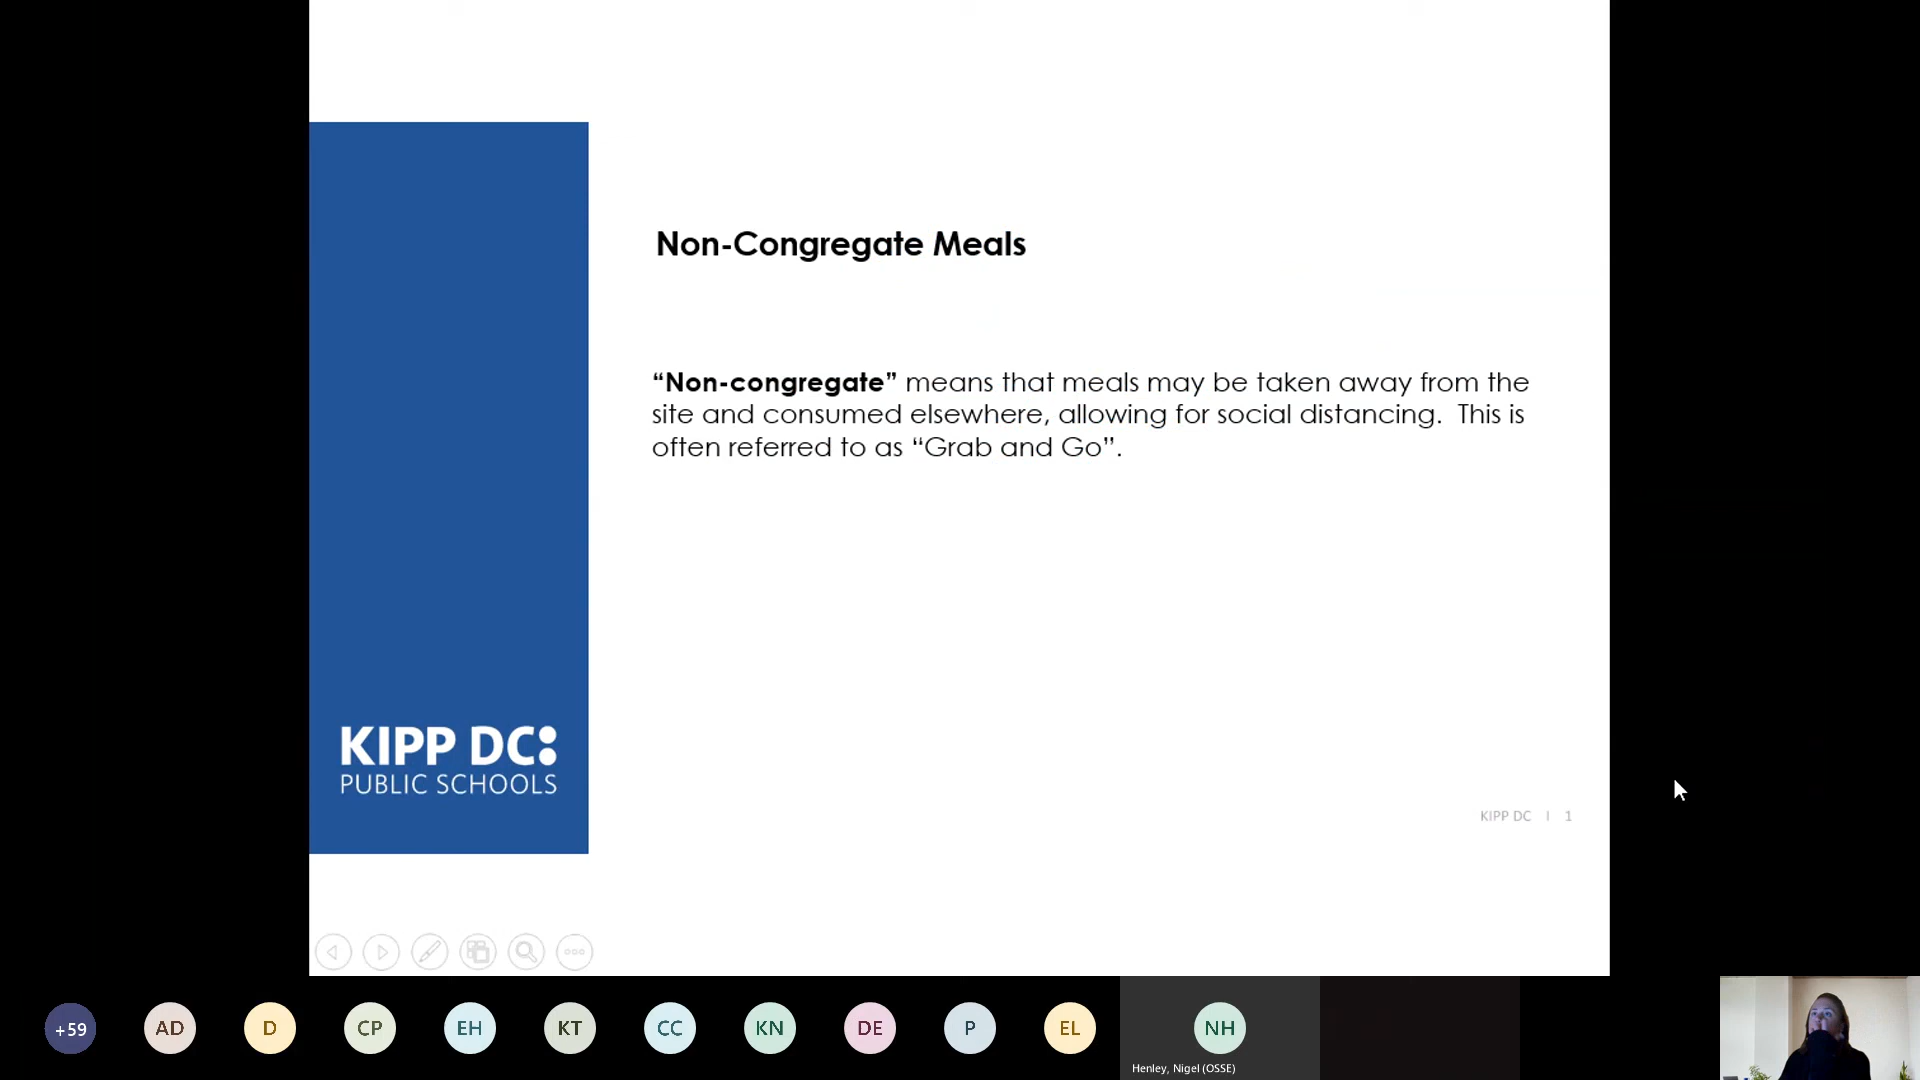 Non-Congregate Meals
“Non-congregate” means that meals may be taken away from the
site and consumed elsewhere, allowing for social distancing.  This is
often referred to as “Grab and Go”.
KIPP DC:
PUBLIC SCHOOLS
KIPP DC | 1
+59 AD D CP EH KT CC KN DE P EL NH
Henley, Nigel (OSSE)